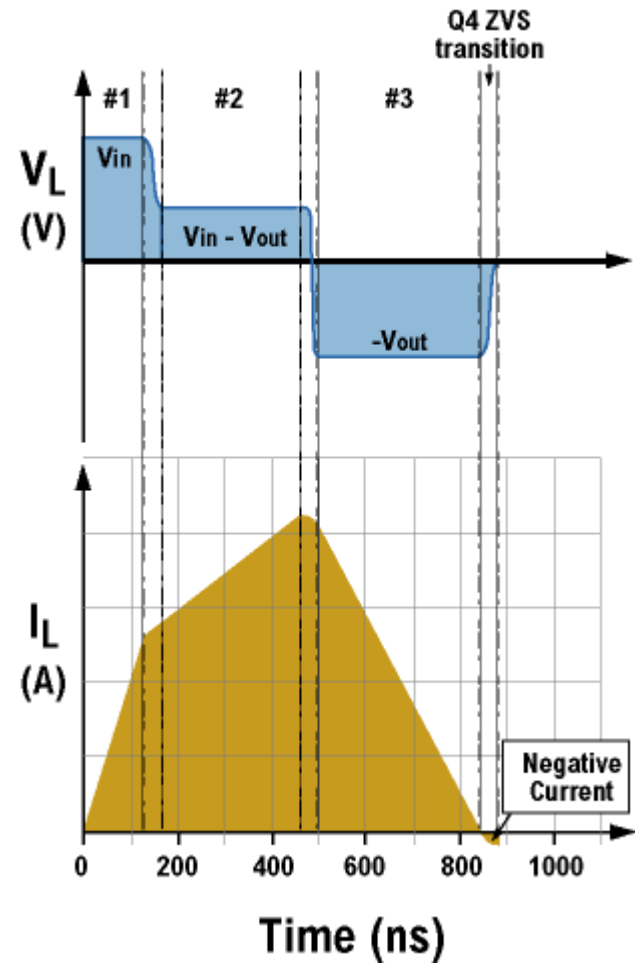 Q4 ZVS
transition
#1
#2
#3
VL
(V)
Vin
Vin - Vout
-Vout
IL
(A)
Negative
Current
0
200
400
600
800
1000
Time (ns)